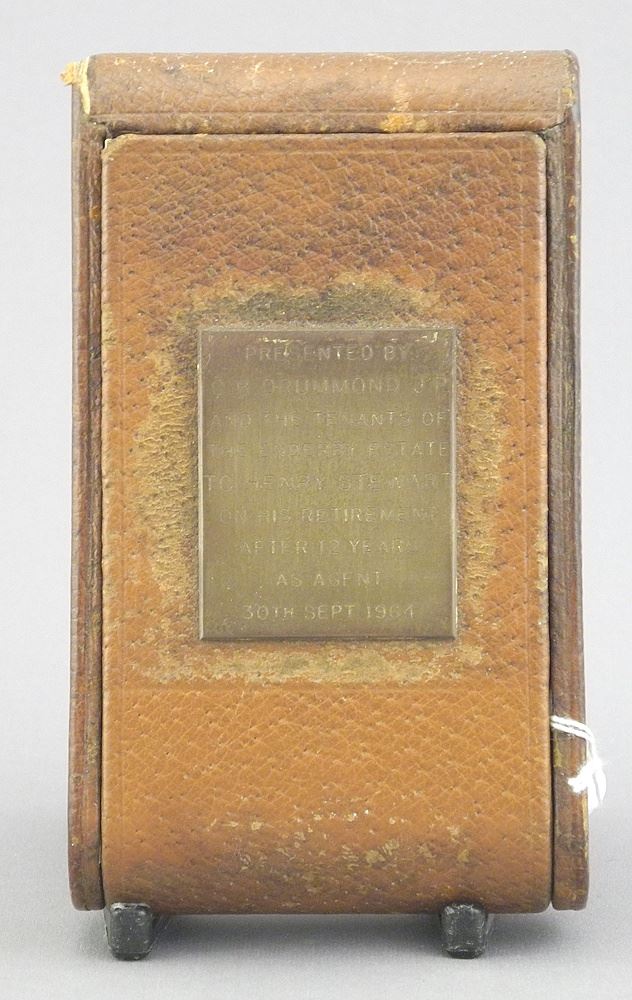 PRESENTED BY
DRUMMOND J.P
AND THE TENANTS OF
THE ESTATE
TO HENRY STEWART
ON HIS RETIREMENT
AFTER 12 YEARS
AS AGENT
30TH SEPT 1964